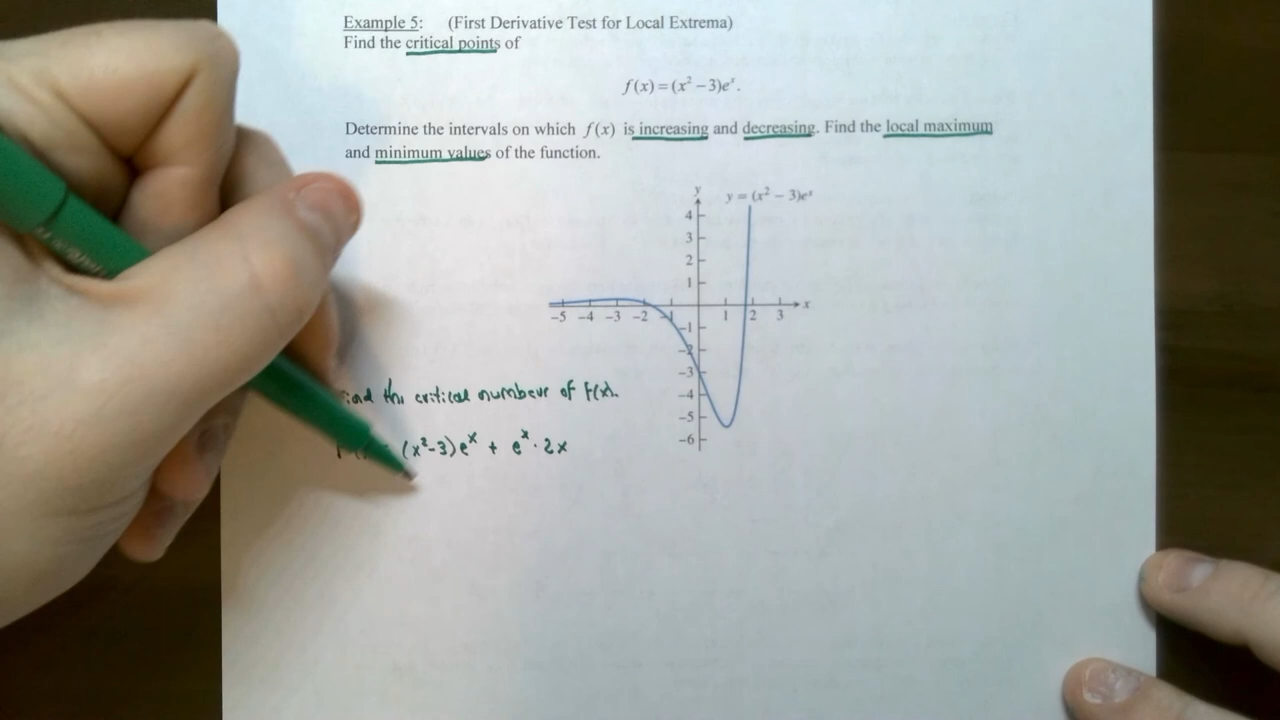 Example 5: (First Derivative Test for Local Extrema)
Find the critical points of
f(x) = (x² − 3)eˣ.
Determine the intervals on which f(x) is increasing and decreasing. Find the local maximum
and minimum values of the function.
y
y = (x² − 3)eˣ
4
3
2
1
-5 -4 -3 -2 -1 1 2 3 x
-1
-2
-3
-4
-5
-6
the critical numbers of f(x).
(x²-3)eˣ + eˣ · 2x